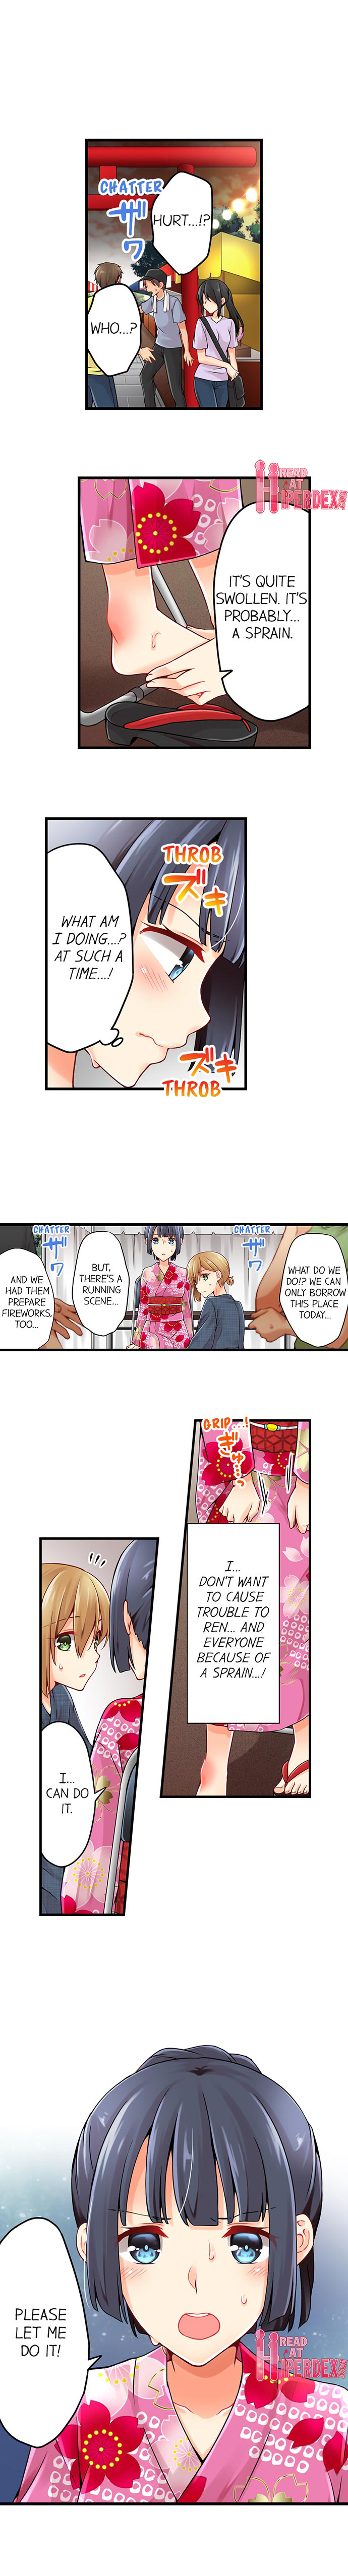 CHATTER
ザワ
HURT...!?
WHO...?
READ
AT
HIPERDEX
IT'S QUITE
SWOLLEN. IT'S
PROBABLY...
A SPRAIN.
THROB
ズキ
WHAT AM
I DOING...?
AT SUCH A
TIME...!
ズキ
THROB
CHATTER
ザワ
CHATTER
ザワ
AND WE
HAD THEM
PREPARE
FIREWORKS,
TOO...
BUT,
THERE'S A
RUNNING
SCENE...
WHAT DO WE
DO!? WE CAN
ONLY BORROW
THIS PLACE
TODAY...
GRIP...!
ぎゅ…っ
I...
DON'T WANT
TO CAUSE
TROUBLE TO
REN... AND
EVERYONE
BECAUSE OF
A SPRAIN...!
I...
CAN DO
IT.
PLEASE
LET ME
DO IT!
READ
AT
HIPERDEX